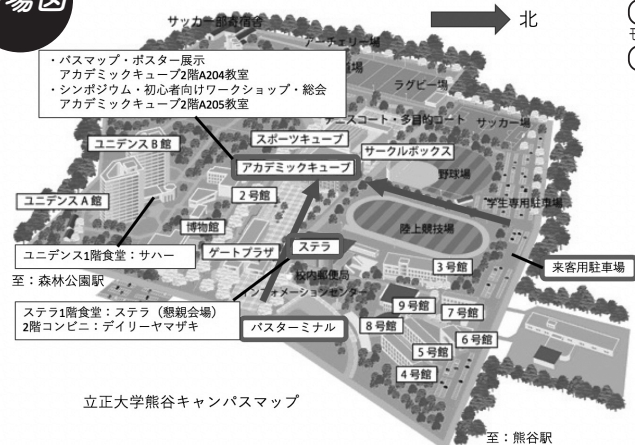 場図
北
サッカー部寄宿舎
アーチェリー場
・バスマップ・ポスター展示
アカデミックキューブ2階A204教室
・シンポジウム・初心者向けワークショップ・総会
アカデミックキューブ2階A205教室
ラグビー場
テニスコート・多目的コート
サッカー場
スポーツキューブ
ユニデンスB館
アカデミックキューブ
サークルボックス
野球場
2号館
ユニデンスA館
学生専用駐車場
博物館
陸上競技場
ゲートプラザ
ステラ
ユニデンス1階食堂：サハー
校内郵便局
3号館
来客用駐車場
至：森林公園駅
インフォメーションセンター
9号館
7号館
ステラ1階食堂：ステラ（懇親会場）
2階コンビニ：デイリーヤマザキ
バスターミナル
8号館
6号館
5号館
4号館
立正大学熊谷キャンパスマップ
至：熊谷駅